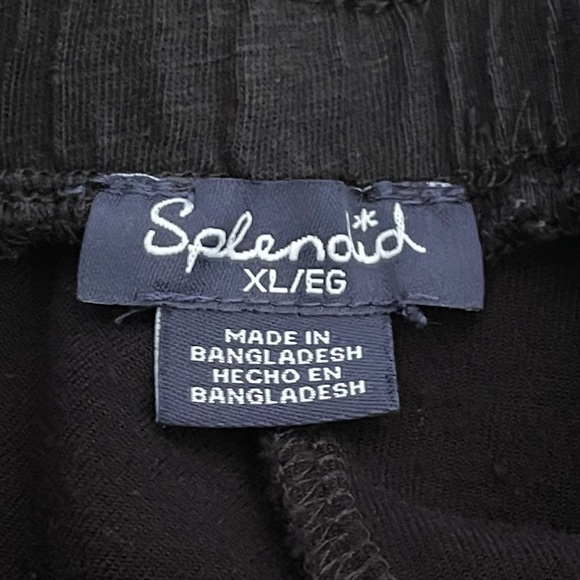 Splendid
XL/EG
MADE IN
BANGLADESH
HECHO EN
BANGLADESH